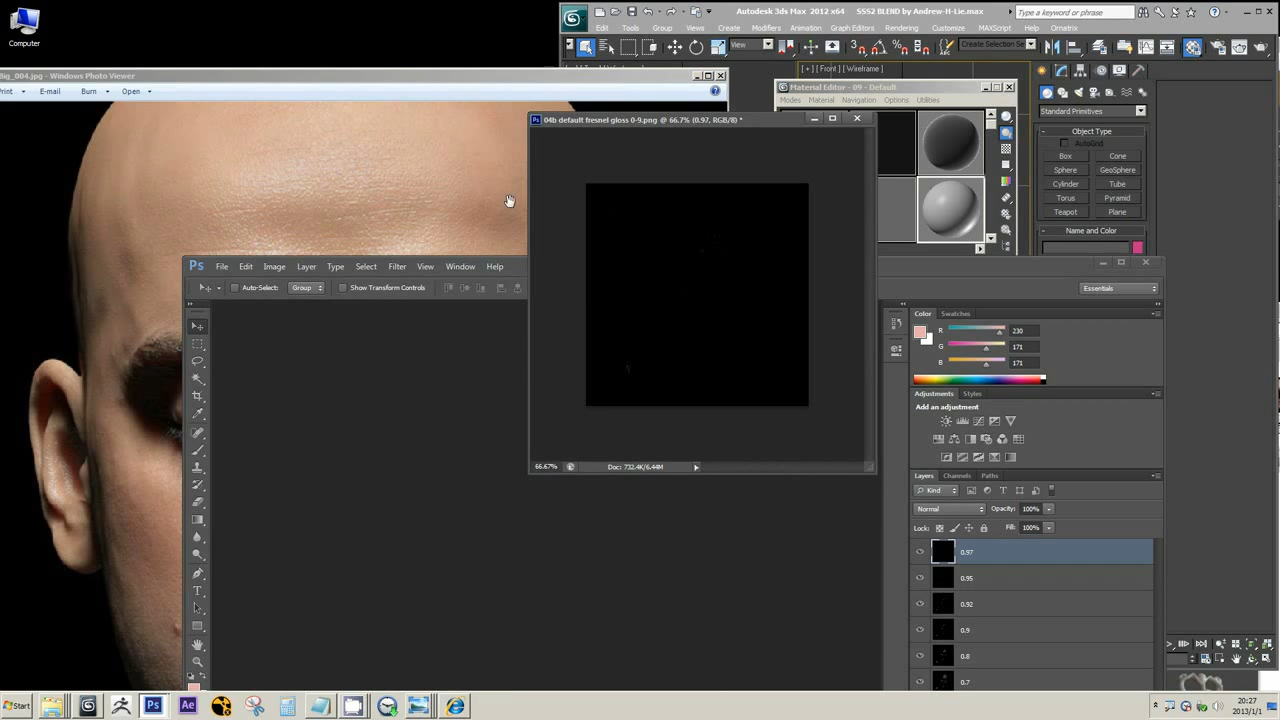 Computer
Autodesk 3ds Max 2012 x64
SSS2 BLEND by Andrew-H-Lie.max
Type a keyword or phrase
Edit Tools Group Views Create Modifiers Animation Graph Editors Rendering Customize MAXScript Help Ornatrix
View
Create Selection Se
[ + ] [ Front ] [ Wireframe ]
Big_004.jpg - Windows Photo Viewer
Print E-mail Burn Open
Material Editor - 09 - Default
Modes Material Navigation Options Utilities
Standard Primitives
Object Type
AutoGrid
Box Cone
Sphere GeoSphere
Cylinder Tube
Torus Pyramid
Teapot Plane
Name and Color
04b default fresnel gloss 0-9.png @ 66.7% (0.97, RGB/8) *
66.67% Doc: 732.4K/6.44M
Ps File Edit Image Layer Type Select Filter View Window Help
Auto-Select: Group Show Transform Controls
Essentials
Color Swatches
R 230
G 171
B 171
Adjustments Styles
Add an adjustment
Layers Channels Paths
Kind
Normal Opacity: 100%
Lock: Fill: 100%
0.97
0.95
0.92
0.9
0.8
0.7
Start
Ps Ae
20:27
2013/1/1